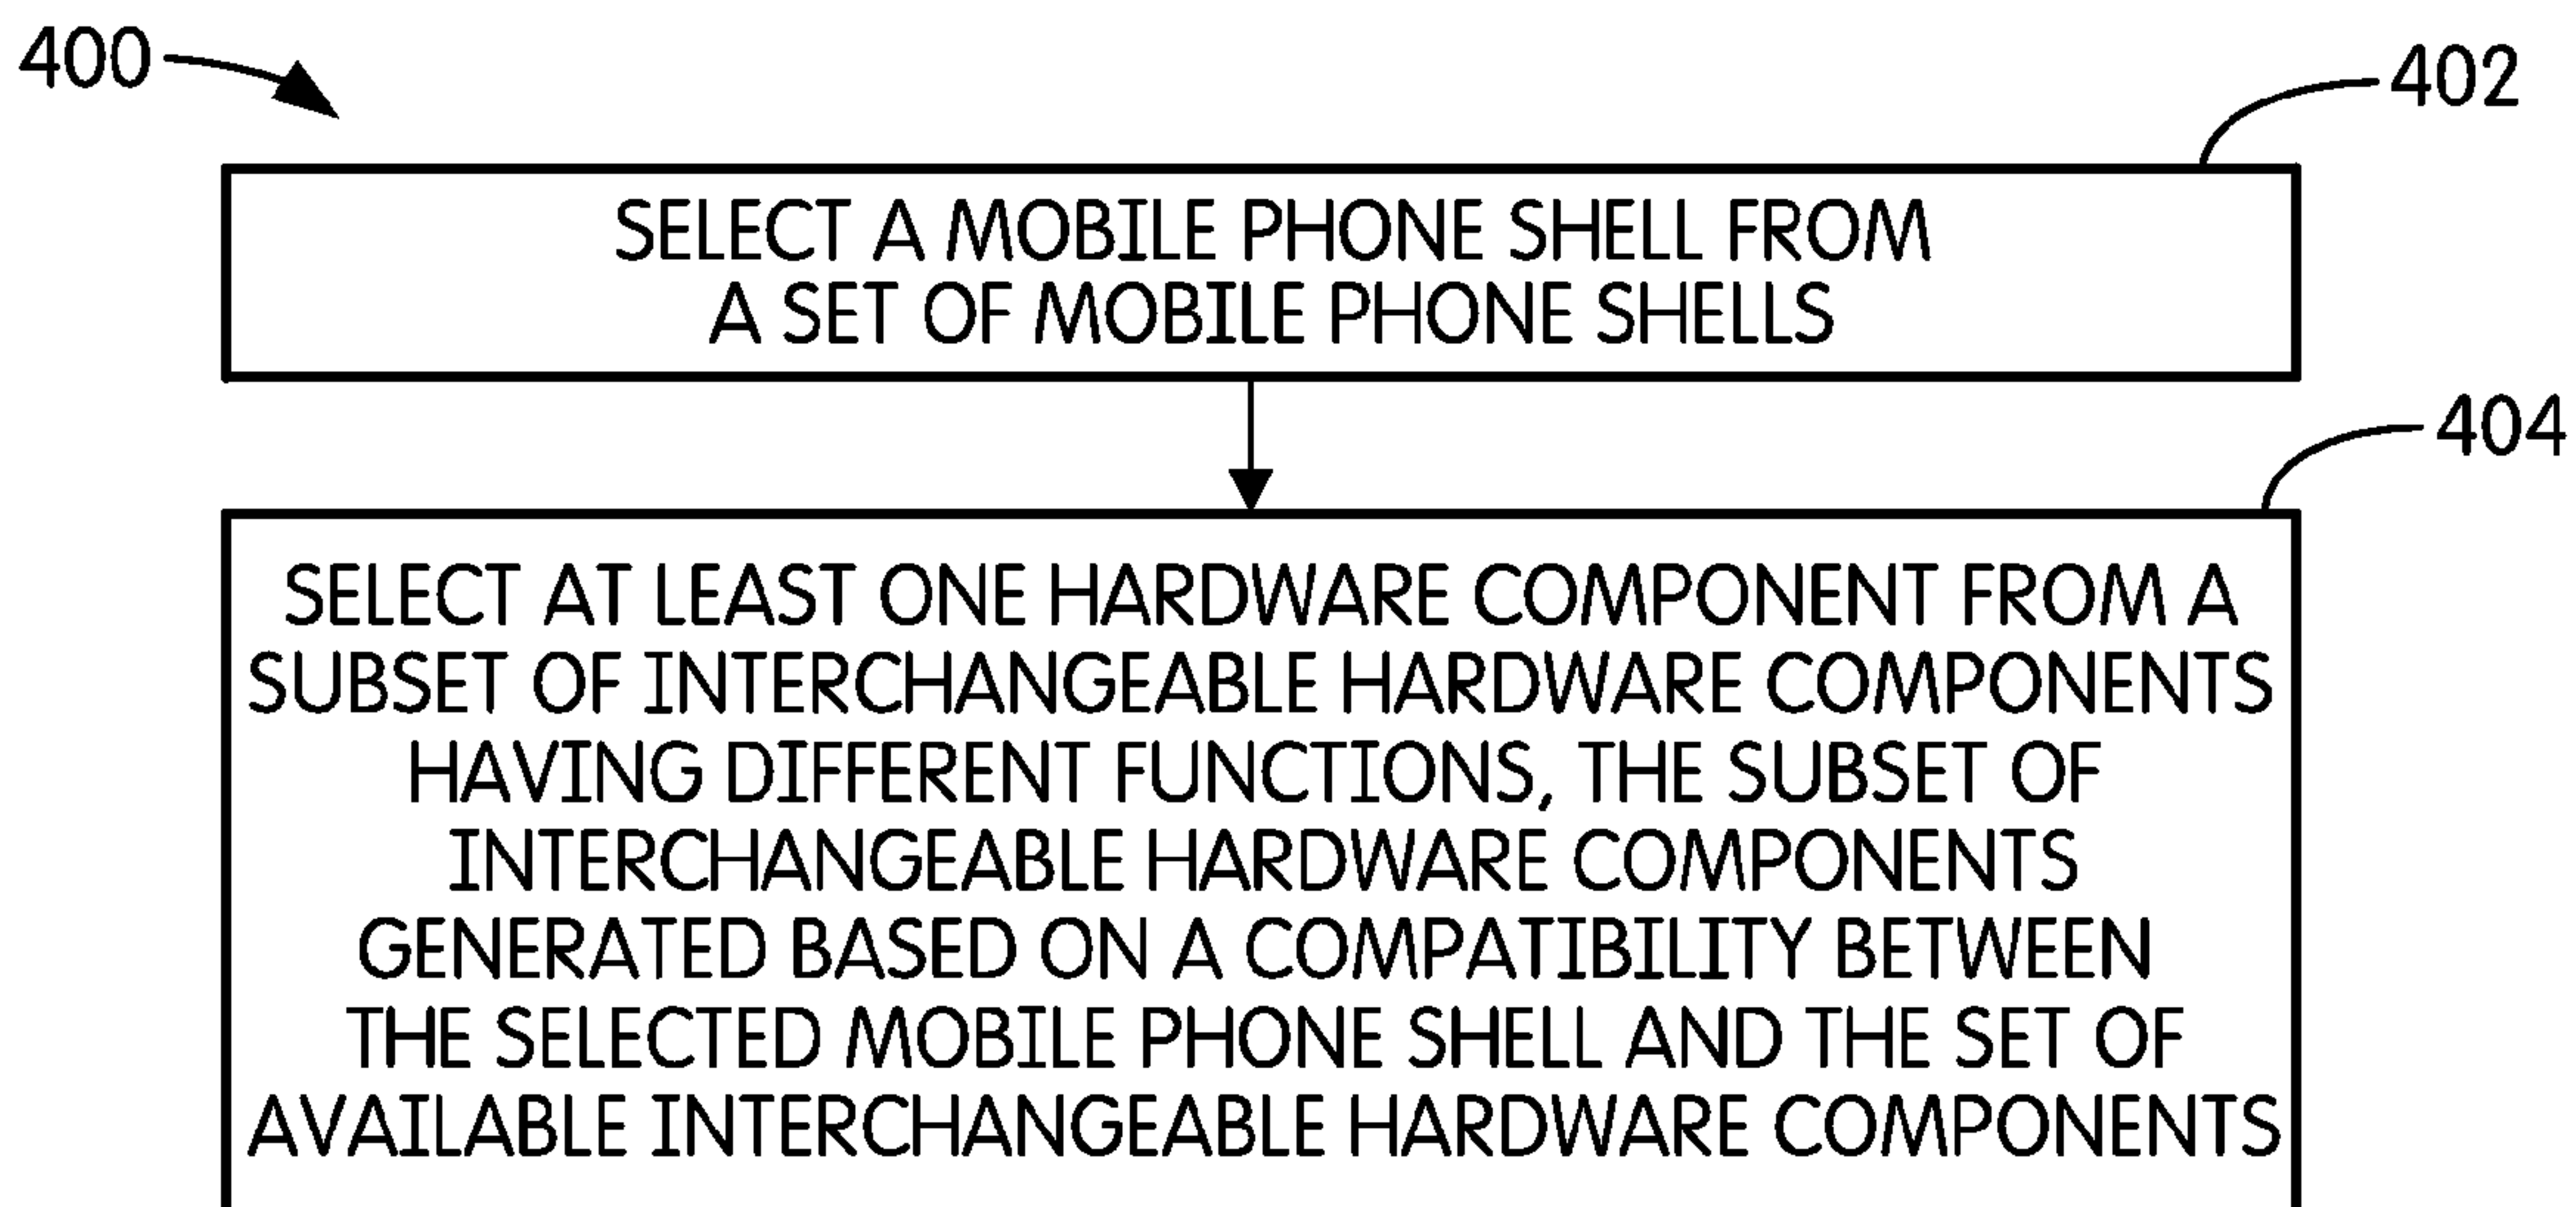 400
402
SELECT A MOBILE PHONE SHELL FROM
A SET OF MOBILE PHONE SHELLS
404
SELECT AT LEAST ONE HARDWARE COMPONENT FROM A
SUBSET OF INTERCHANGEABLE HARDWARE COMPONENTS
HAVING DIFFERENT FUNCTIONS, THE SUBSET OF
INTERCHANGEABLE HARDWARE COMPONENTS
GENERATED BASED ON A COMPATIBILITY BETWEEN
THE SELECTED MOBILE PHONE SHELL AND THE SET OF
AVAILABLE INTERCHANGEABLE HARDWARE COMPONENTS